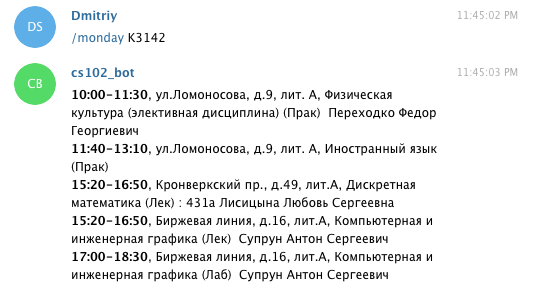 DS
Dmitriy
11:45:02 PM
/monday K3142
CB
cs102_bot
11:45:03 PM
10:00-11:30, ул.Ломоносова, д.9, лит. А, Физическая
культура (элективная дисциплина) (Прак) Переходко Федор
Георгиевич
11:40-13:10, ул.Ломоносова, д.9, лит. А, Иностранный язык
(Прак)
15:20-16:50, Кронверкский пр., д.49, лит.А, Дискретная
математика (Лек) : 431а Лисицына Любовь Сергеевна
15:20-16:50, Биржевая линия, д.16, лит.А, Компьютерная и
инженерная графика (Лек) Супрун Антон Сергеевич
17:00-18:30, Биржевая линия, д.16, лит.А, Компьютерная и
инженерная графика (Лаб) Супрун Антон Сергеевич